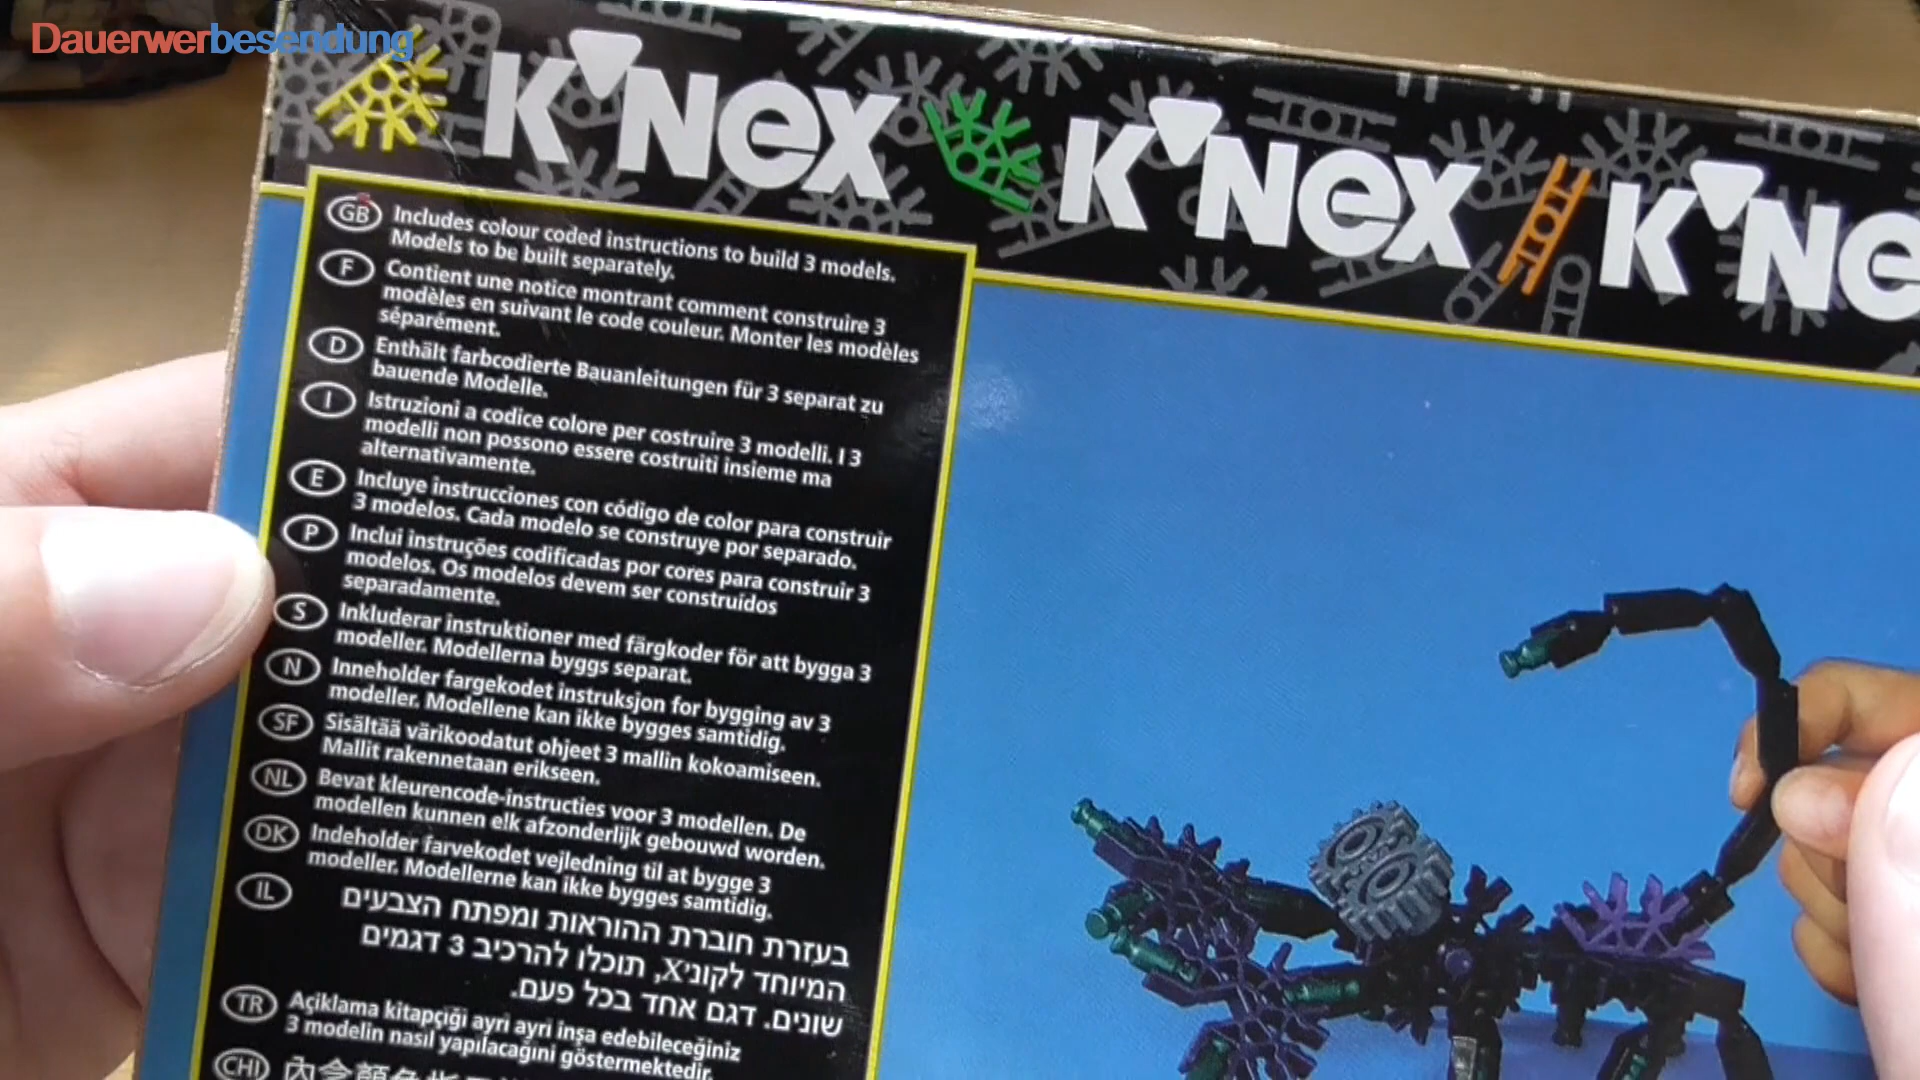 Dauerwerbesendung
K'NEX K'NEX K'NE
GB Includes colour coded instructions to build 3 models.
Models to be built separately.
F Contient une notice montrant comment construire 3
modèles en suivant le code couleur. Monter les modèles
séparément.
D Enthält farbcodierte Bauanleitungen für 3 separat zu
bauende Modelle.
I Istruzioni a codice colore per costruire 3 modelli. I 3
modelli non possono essere costruiti insieme ma
alternativamente.
E Incluye instrucciones con código de color para construir
3 modelos. Cada modelo se construye por separado.
P Inclui instruções codificadas por cores para construir 3
modelos. Os modelos devem ser construídos
separadamente.
S Inkluderar instruktioner med färgkoder för att bygga 3
modeller. Modellerna byggs separat.
N Inneholder fargekodet instruksjon for bygging av 3
modeller. Modellene kan ikke bygges samtidig.
SF Sisältää värikoodatut ohjeet 3 mallin kokoamiseen.
Mallit rakennetaan erikseen.
NL Bevat kleurencode-instructies voor 3 modellen. De
modellen kunnen elk afzonderlijk gebouwd worden.
DK Indeholder farvekodet vejledning til at bygge 3
modeller. Modellerne kan ikke bygges samtidig.
IL בעזרת חוברת ההוראות ומפתח הצבעים
המיוחד לקוני'X, תוכלו להרכיב 3 דגמים
שונים. דגם אחד בכל פעם.
TR Açiklama kitapçığı ayri ayri inşa edebileceğiniz
3 modelin nasıl yapılacağını göstermektedir.
CHI